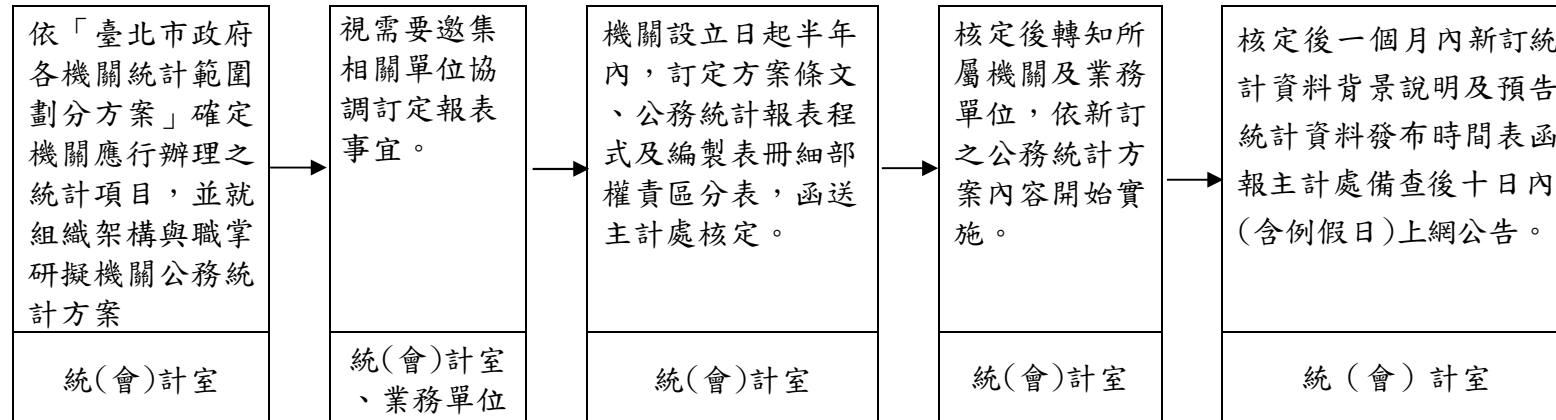 依「臺北市政府
各機關統計範圍
劃分方案」確定
機關應行辦理之
統計項目，並就
組織架構與職掌
研擬機關公務統
計方案
統(會)計室
視需要邀集
相關單位協
調訂定報表
事宜。
統(會)計室
、業務單位
機關設立日起半年
內，訂定方案條文
、公務統計報表程
式及編製表冊細部
權責區分表，函送
主計處核定。
統(會)計室
核定後轉知所
屬機關及業務
單位，依新訂
之公務統計方
案內容開始實
施。
統(會)計室
核定後一個月內新訂統
計資料背景說明及預告
統計資料發布時間表函
報主計處備查後十日內
(含例假日)上網公告。
統（會）計室